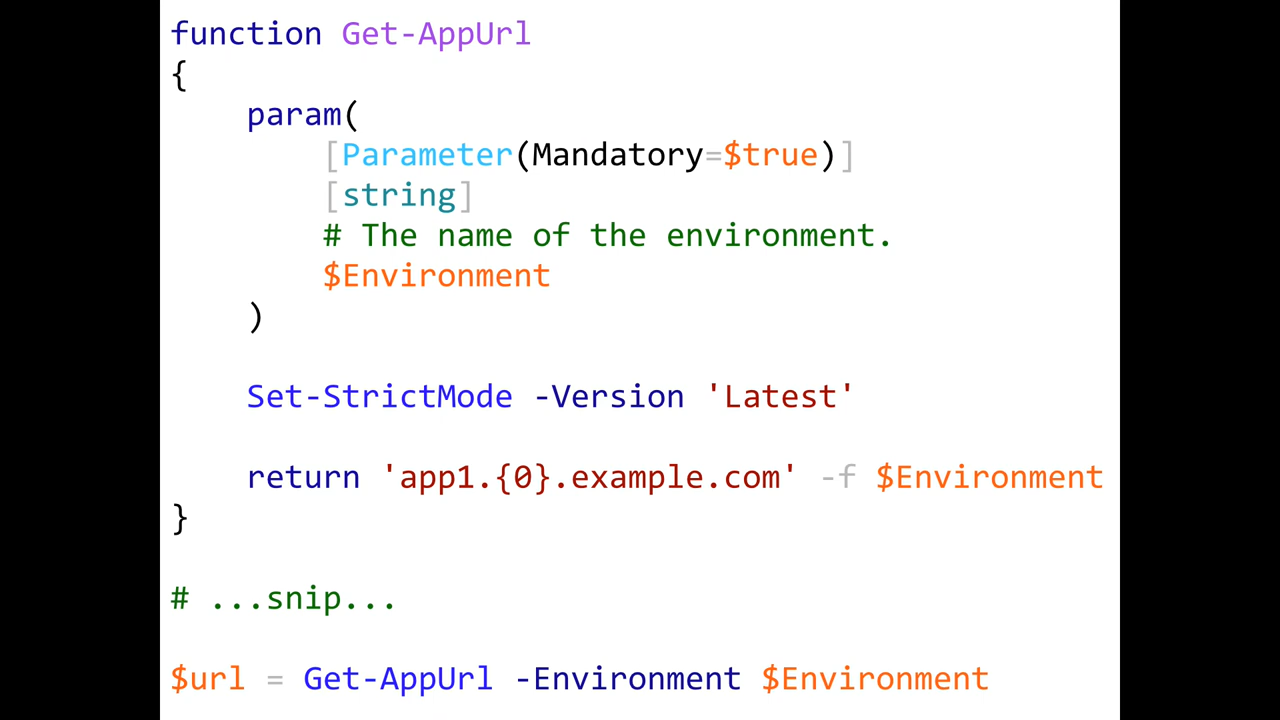 function Get-AppUrl
{
    param(
        [Parameter(Mandatory=$true)]
        [string]
        # The name of the environment.
        $Environment
    )

    Set-StrictMode -Version 'Latest'

    return 'app1.{0}.example.com' -f $Environment
}

# ...snip...

$url = Get-AppUrl -Environment $Environment